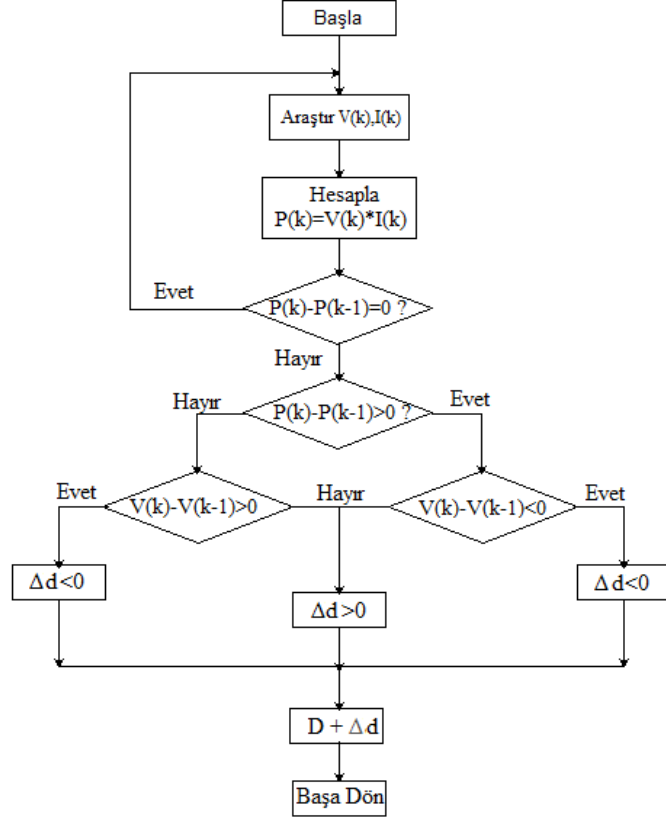 Başla
Araştır V(k),I(k)
Hesapla
P(k)=V(k)*I(k)
Evet
P(k)-P(k-1)=0 ?
Hayır
Hayır
P(k)-P(k-1)>0 ?
Evet
Evet
V(k)-V(k-1)>0
Hayır
V(k)-V(k-1)<0
Evet
Δd<0
Δd>0
Δd<0
D + Δd
Başa Dön